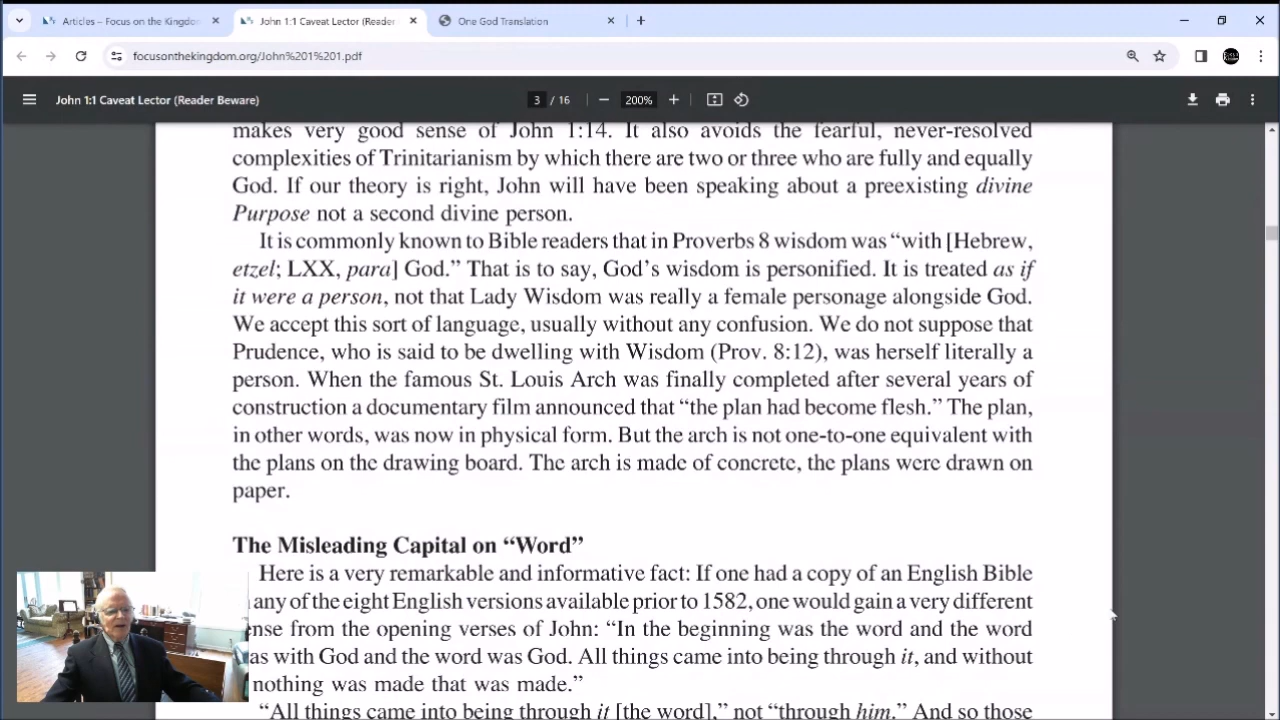 Articles – Focus on the Kingdo
John 1:1 Caveat Lector (Reader
One God Translation
focusonthekingdom.org/John%201%201.pdf
John 1:1 Caveat Lector (Reader Beware)
3 / 16
200%
makes very good sense of John 1:14. It also avoids the fearful, never-resolved
complexities of Trinitarianism by which there are two or three who are fully and equally
God. If our theory is right, John will have been speaking about a preexisting divine
Purpose not a second divine person.
It is commonly known to Bible readers that in Proverbs 8 wisdom was “with [Hebrew,
etzel; LXX, para] God.” That is to say, God’s wisdom is personified. It is treated as if
it were a person, not that Lady Wisdom was really a female personage alongside God.
We accept this sort of language, usually without any confusion. We do not suppose that
Prudence, who is said to be dwelling with Wisdom (Prov. 8:12), was herself literally a
person. When the famous St. Louis Arch was finally completed after several years of
construction a documentary film announced that “the plan had become flesh.” The plan,
in other words, was now in physical form. But the arch is not one-to-one equivalent with
the plans on the drawing board. The arch is made of concrete, the plans were drawn on
paper.
The Misleading Capital on “Word”
Here is a very remarkable and informative fact: If one had a copy of an English Bible
any of the eight English versions available prior to 1582, one would gain a very different
nse from the opening verses of John: “In the beginning was the word and the word
as with God and the word was God. All things came into being through it, and without
nothing was made that was made.”
“All things came into being through it [the word],” not “through him.” And so those